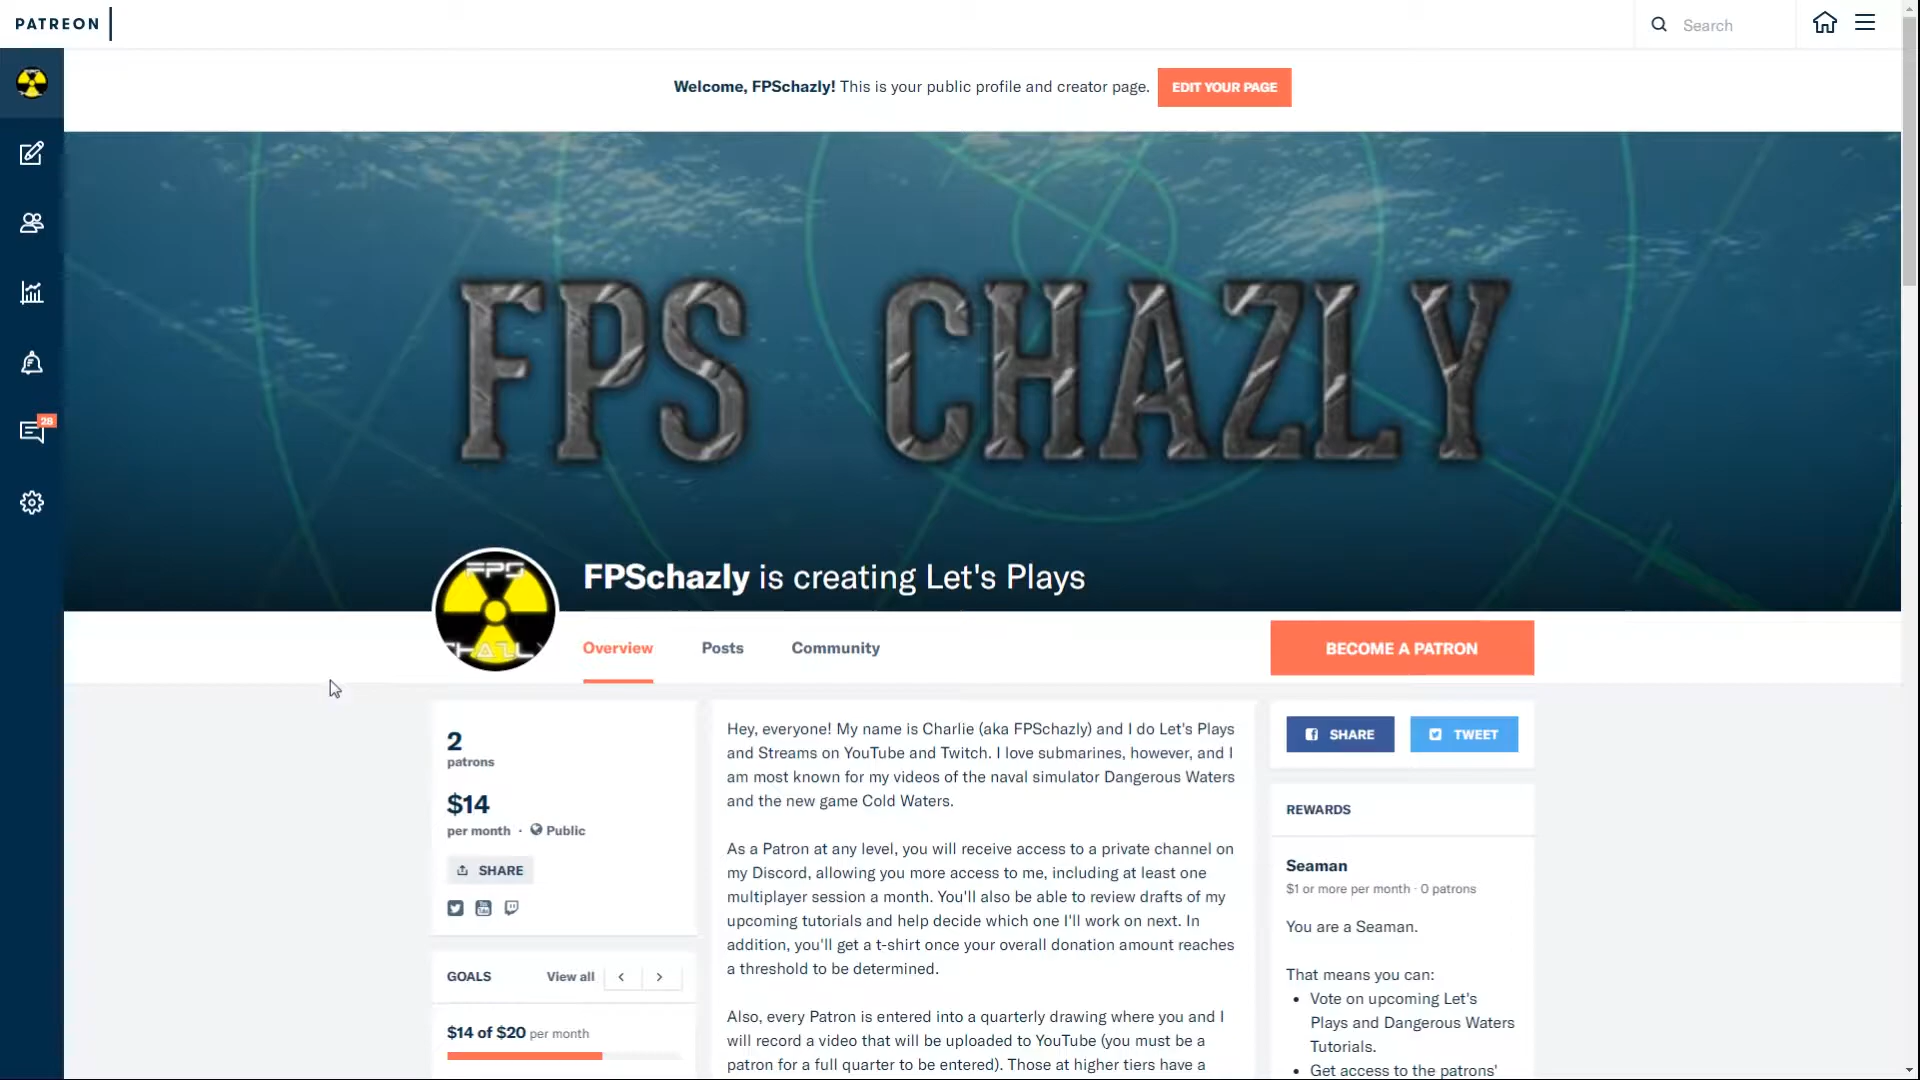 PATREON
Search
Welcome, FPSchazly! This is your public profile and creator page.
EDIT YOUR PAGE
FPS CHAZLY
28
FPS
CHAZLY
FPSchazly is creating Let's Plays
Overview
Posts
Community
BECOME A PATRON
2
patrons
$14
per month · Public
SHARE
GOALS
View all
$14 of $20 per month
Hey, everyone! My name is Charlie (aka FPSchazly) and I do Let's Plays
and Streams on YouTube and Twitch. I love submarines, however, and I
am most known for my videos of the naval simulator Dangerous Waters
and the new game Cold Waters.
As a Patron at any level, you will receive access to a private channel on
my Discord, allowing you more access to me, including at least one
multiplayer session a month. You'll also be able to review drafts of my
upcoming tutorials and help decide which one I'll work on next. In
addition, you'll get a t-shirt once your overall donation amount reaches
a threshold to be determined.
Also, every Patron is entered into a quarterly drawing where you and I
will record a video that will be uploaded to YouTube (you must be a
patron for a full quarter to be entered). Those at higher tiers have a
SHARE
TWEET
REWARDS
Seaman
$1 or more per month · 0 patrons
You are a Seaman.
That means you can:
• Vote on upcoming Let's
Plays and Dangerous Waters
Tutorials.
• Get access to the patrons'